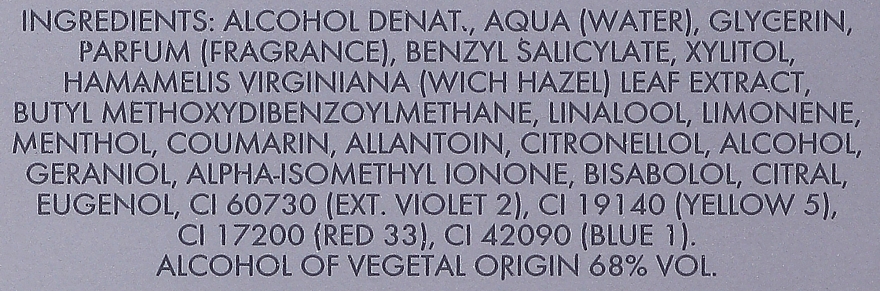 INGREDIENTS: ALCOHOL DENAT., AQUA (WATER), GLYCERIN,
PARFUM (FRAGRANCE), BENZYL SALICYLATE, XYLITOL,
HAMAMELIS VIRGINIANA (WICH HAZEL) LEAF EXTRACT,
BUTYL METHOXYDIBENZOYLMETHANE, LINALOOL, LIMONENE,
MENTHOL, COUMARIN, ALLANTOIN, CITRONELLOL, ALCOHOL,
GERANIOL, ALPHA-ISOMETHYL IONONE, BISABOLOL, CITRAL,
EUGENOL, CI 60730 (EXT. VIOLET 2), CI 19140 (YELLOW 5),
CI 17200 (RED 33), CI 42090 (BLUE 1).
ALCOHOL OF VEGETAL ORIGIN 68% VOL.